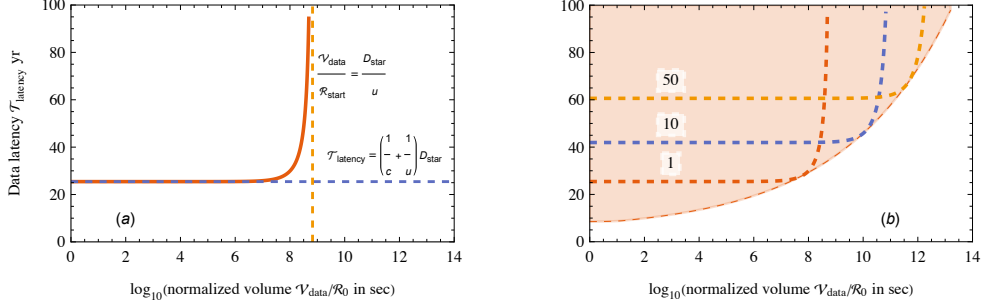 100
80
60
40
20
0
Data latency 𝒯latency yr
𝒱data / ℛstart = Dstar / u
𝒯latency = (1/c + 1/u) Dstar
(a)
0 2 4 6 8 10 12 14
log10(normalized volume 𝒱data/ℛ0 in sec)
100
80
60
40
20
0
50
10
1
(b)
0 2 4 6 8 10 12 14
log10(normalized volume 𝒱data/ℛ0 in sec)